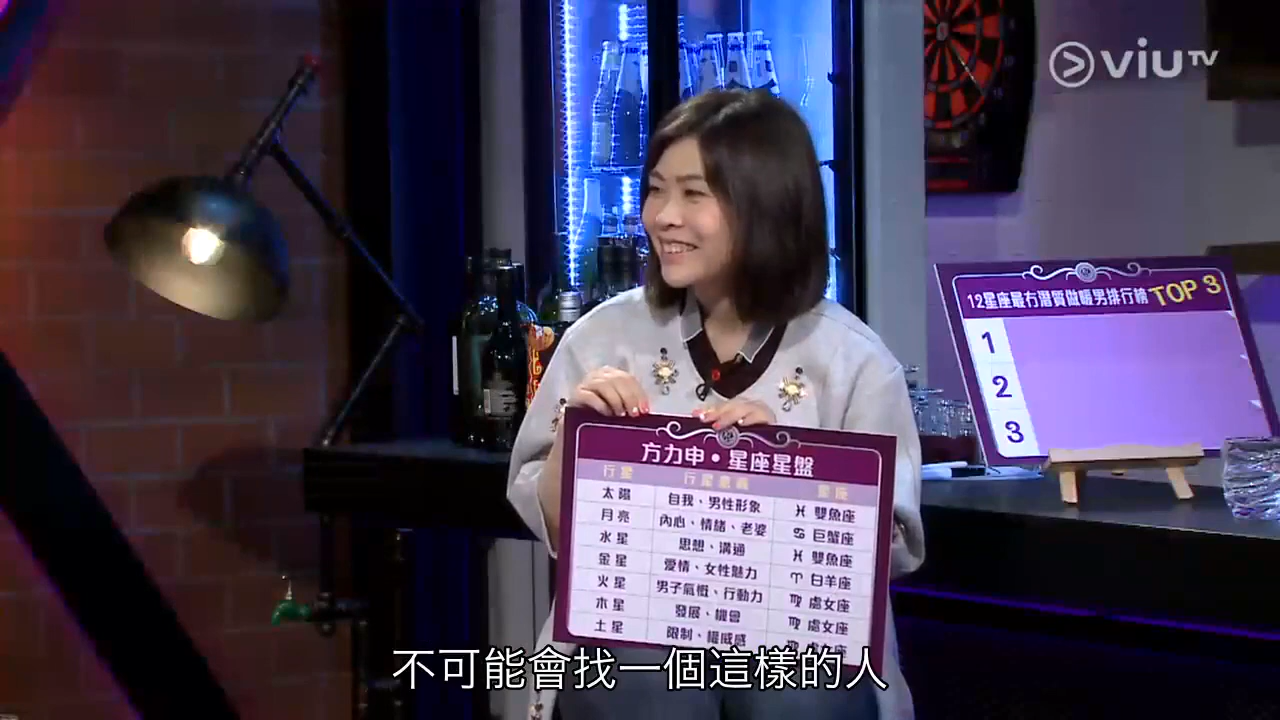 viuTV
12星座最冇潛質做暖男排行榜 TOP 3
1
2
3
方力申•星座星盤
行星 行星意義 星座
太陽 自我、男性形象 ♓ 雙魚座
月亮 內心、情緒、老婆 ♋ 巨蟹座
水星 思想、溝通 ♓ 雙魚座
金星 愛情、女性魅力 ♈ 白羊座
火星 男子氣慨、行動力 ♍ 處女座
木星 發展、機會 ♍ 處女座
土星 限制、權威感 ♍ 處女座
不可能會找一個這樣的人